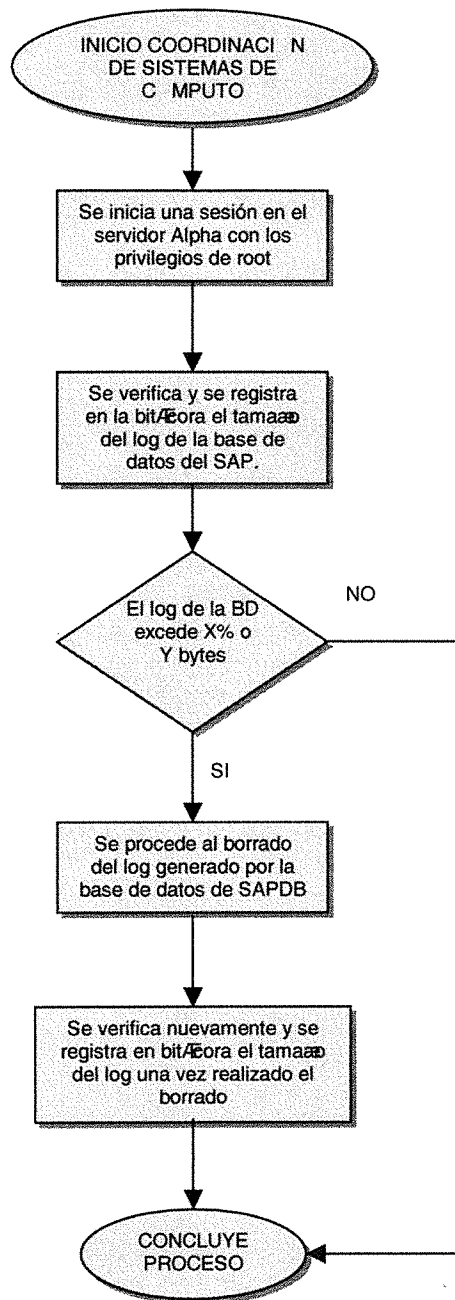 INICIO COORDINACI N
DE SISTEMAS DE
C MPUTO
Se inicia una sesión en el
servidor Alpha con los
privilegios de root
Se verifica y se registra
en la bitÆcora el tamaæo
del log de la base de
datos del SAP.
El log de la BD
excede X% o
Y bytes
NO
SI
Se procede al borrado
del log generado por la
base de datos de SAPDB
Se verifica nuevamente y se
registra en bitÆcora el tamaæo
del log una vez realizado el
borrado
CONCLUYE
PROCESO